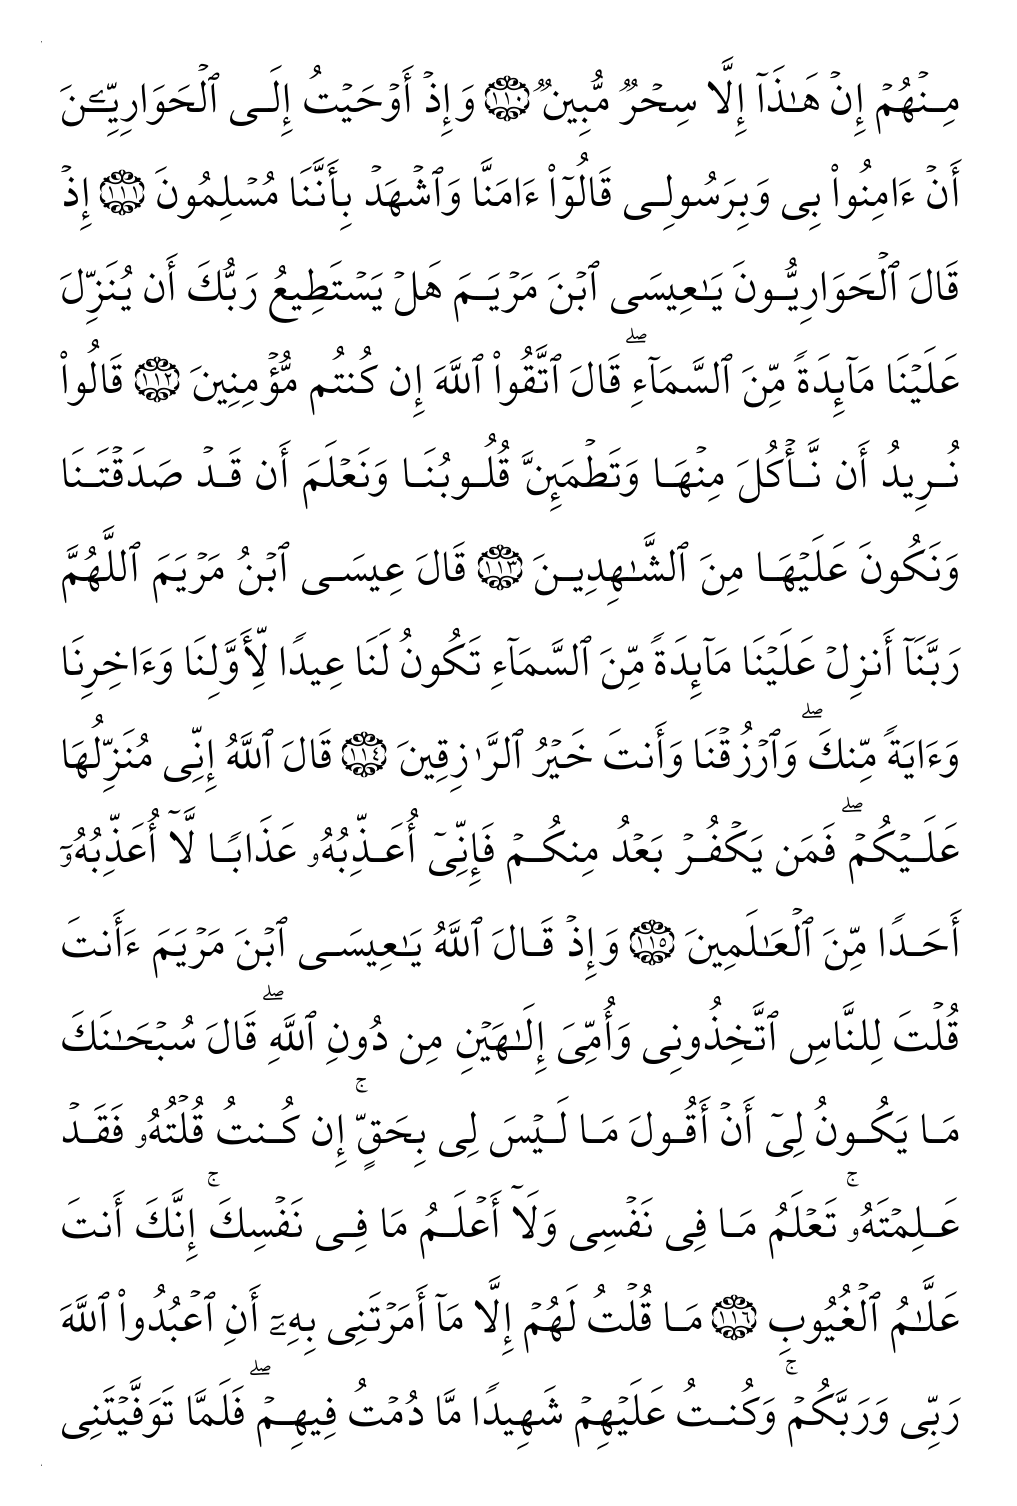 مِنۡهُمۡ إِنۡ هَـٰذَآ إِلَّا سِحۡرٞ مُّبِينٞ ١١٠ وَإِذۡ أَوۡحَيۡتُ إِلَى ٱلۡحَوَارِيِّـۧنَ
أَنۡ ءَامِنُواْ بِي وَبِرَسُولِي قَالُوٓاْ ءَامَنَّا وَٱشۡهَدۡ بِأَنَّنَا مُسۡلِمُونَ ١١١ إِذۡ
قَالَ ٱلۡحَوَارِيُّونَ يَـٰعِيسَى ٱبۡنَ مَرۡيَمَ هَلۡ يَسۡتَطِيعُ رَبُّكَ أَن يُنَزِّلَ
عَلَيۡنَا مَآئِدَةٗ مِّنَ ٱلسَّمَآءِۖ قَالَ ٱتَّقُواْ ٱللَّهَ إِن كُنتُم مُّؤۡمِنِينَ ١١٢ قَالُواْ
نُرِيدُ أَن نَّأۡكُلَ مِنۡهَا وَتَطۡمَئِنَّ قُلُوبُنَا وَنَعۡلَمَ أَن قَدۡ صَدَقۡتَنَا
وَنَكُونَ عَلَيۡهَا مِنَ ٱلشَّـٰهِدِينَ ١١٣ قَالَ عِيسَى ٱبۡنُ مَرۡيَمَ ٱللَّهُمَّ
رَبَّنَآ أَنزِلۡ عَلَيۡنَا مَآئِدَةٗ مِّنَ ٱلسَّمَآءِ تَكُونُ لَنَا عِيدٗا لِّأَوَّلِنَا وَءَاخِرِنَا
وَءَايَةٗ مِّنكَۖ وَٱرۡزُقۡنَا وَأَنتَ خَيۡرُ ٱلرَّٰزِقِينَ ١١٤ قَالَ ٱللَّهُ إِنِّي مُنَزِّلُهَا
عَلَيۡكُمۡۖ فَمَن يَكۡفُرۡ بَعۡدُ مِنكُمۡ فَإِنِّيٓ أُعَذِّبُهُۥ عَذَابٗا لَّآ أُعَذِّبُهُۥٓ
أَحَدٗا مِّنَ ٱلۡعَـٰلَمِينَ ١١٥ وَإِذۡ قَالَ ٱللَّهُ يَـٰعِيسَى ٱبۡنَ مَرۡيَمَ ءَأَنتَ
قُلۡتَ لِلنَّاسِ ٱتَّخِذُونِي وَأُمِّيَ إِلَـٰهَيۡنِ مِن دُونِ ٱللَّهِۖ قَالَ سُبۡحَـٰنَكَ
مَا يَكُونُ لِيٓ أَنۡ أَقُولَ مَا لَيۡسَ لِي بِحَقٍّۚ إِن كُنتُ قُلۡتُهُۥ فَقَدۡ
عَلِمۡتَهُۥۚ تَعۡلَمُ مَا فِي نَفۡسِي وَلَآ أَعۡلَمُ مَا فِي نَفۡسِكَۚ إِنَّكَ أَنتَ
عَلَّـٰمُ ٱلۡغُيُوبِ ١١٦ مَا قُلۡتُ لَهُمۡ إِلَّا مَآ أَمَرۡتَنِي بِهِۦٓ أَنِ ٱعۡبُدُواْ ٱللَّهَ
رَبِّي وَرَبَّكُمۡۚ وَكُنتُ عَلَيۡهِمۡ شَهِيدٗا مَّا دُمۡتُ فِيهِمۡۖ فَلَمَّا تَوَفَّيۡتَنِي